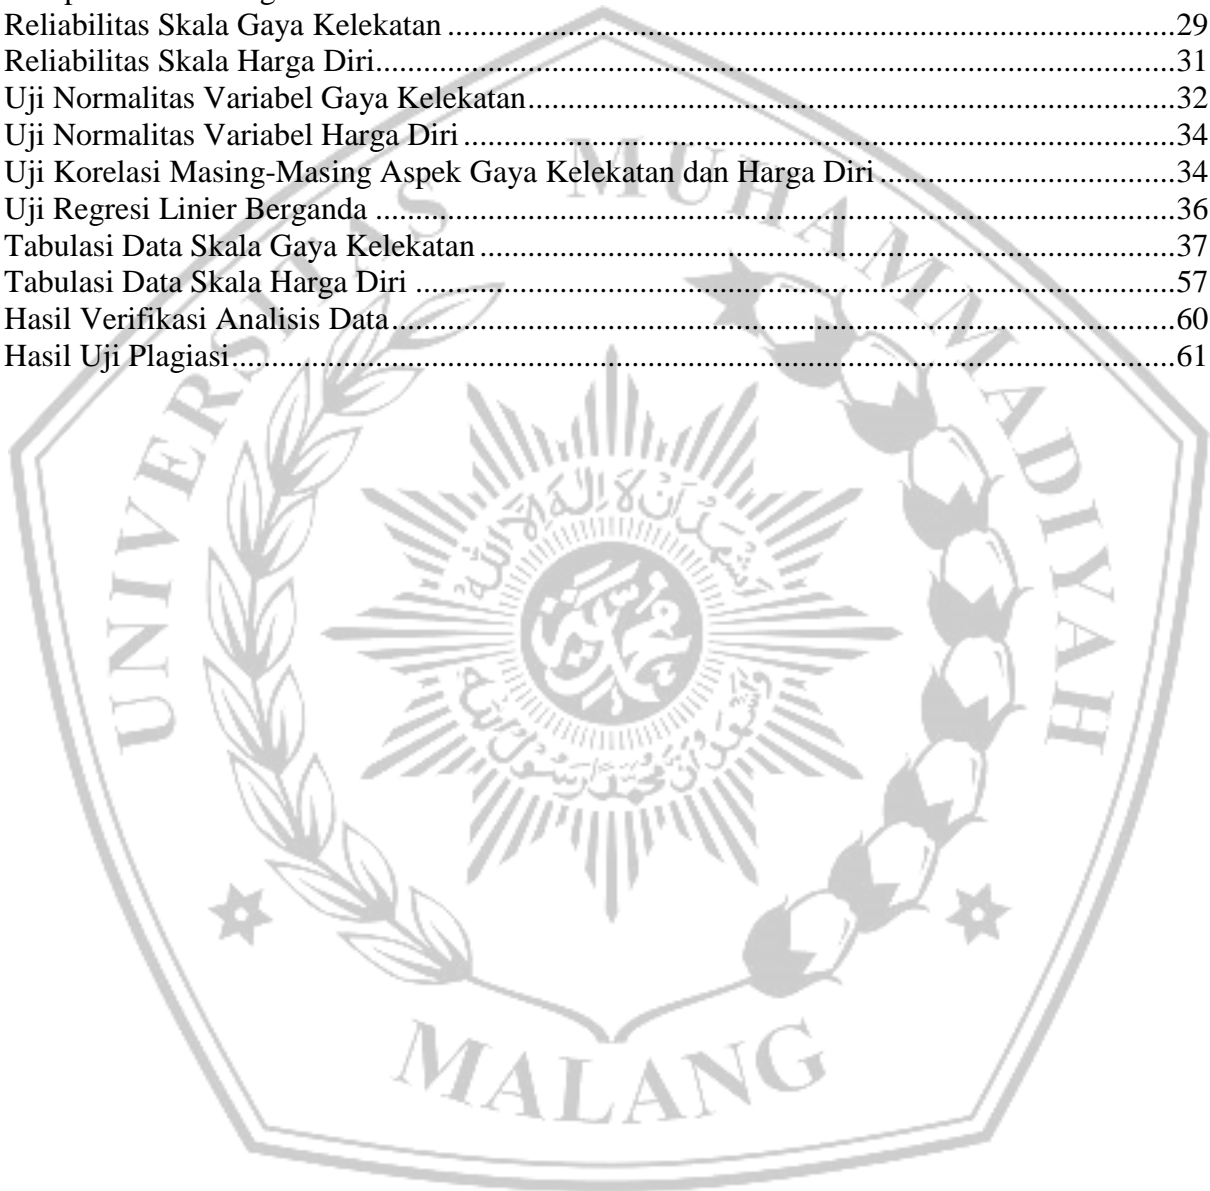 Reliabilitas Skala Gaya Kelekatan ..........................................................................................29
Reliabilitas Skala Harga Diri...................................................................................................31
Uji Normalitas Variabel Gaya Kelekatan................................................................................32
Uji Normalitas Variabel Harga Diri ........................................................................................34
Uji Korelasi Masing-Masing Aspek Gaya Kelekatan dan Harga Diri .....................................34
Uji Regresi Linier Berganda ...................................................................................................36
Tabulasi Data Skala Gaya Kelekatan ......................................................................................37
Tabulasi Data Skala Harga Diri ..............................................................................................57
Hasil Verifikasi Analisis Data.................................................................................................60
Hasil Uji Plagiasi.....................................................................................................................61
UNIVERSITAS MUHAMMADIYAH
MALANG